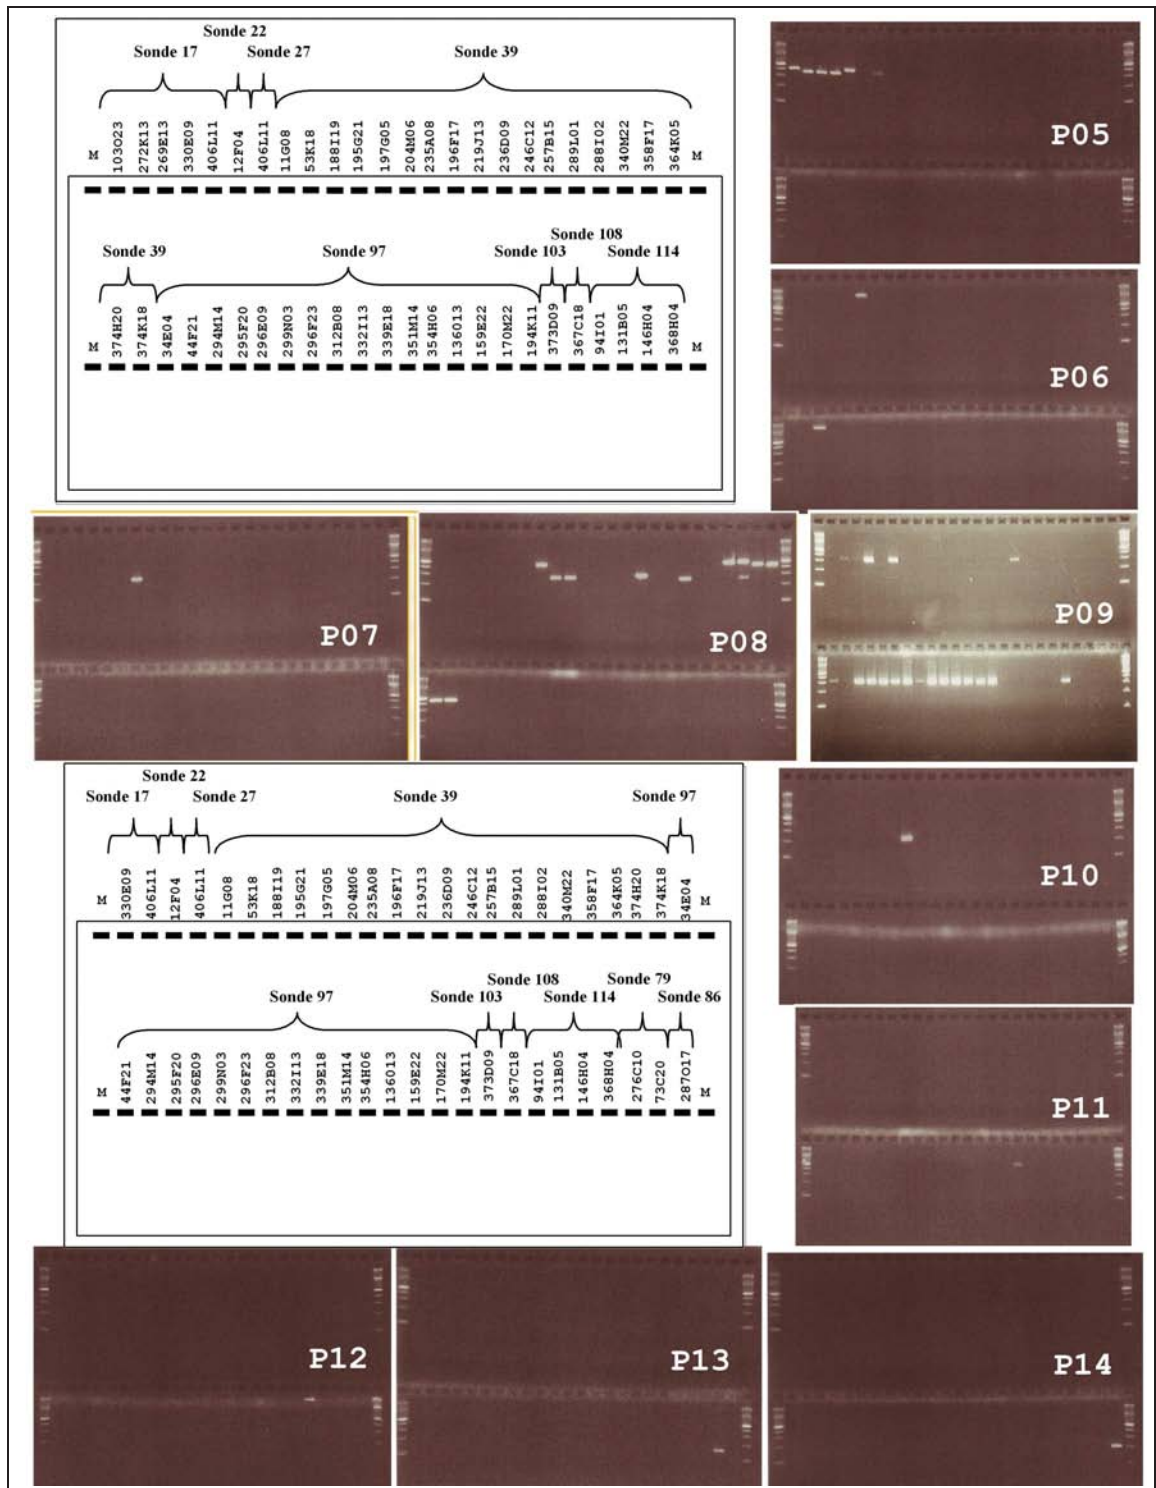 Sonde 22
Sonde 17 Sonde 27 Sonde 39
M 103O23 272K13 269E13 330E09 406L11 12F04 406L11 11G08 53K18 188I19 195G21 197G05 204M06 235A08 196F17 219J13 236D09 246C12 257B15 289L01 288I02 340M22 358F17 364K05 M
Sonde 108
Sonde 39 Sonde 97 Sonde 103 Sonde 114
M 374H20 374K18 34E04 44F21 294M14 295F20 296E09 299N03 296F23 312B08 332I13 339E18 351M14 354H06 136O13 159E22 170M22 194K11 373D09 367C18 94I01 131B05 146H04 368H04 M
P05
P06
P07
P08
P09
Sonde 22
Sonde 17 Sonde 27 Sonde 39 Sonde 97
M 330E09 406L11 12F04 406L11 11G08 53K18 188I19 195G21 197G05 204M06 235A08 196F17 219J13 236D09 246C12 257B15 289L01 288I02 340M22 358F17 364K05 374H20 374K18 34E04 M
Sonde 108 Sonde 79
Sonde 97 Sonde 103 Sonde 114 Sonde 86
M 44F21 294M14 295F20 296E09 299N03 296F23 312B08 332I13 339E18 351M14 354H06 136O13 159E22 170M22 194K11 373D09 367C18 94I01 131B05 146H04 368H04 276C10 73C20 287O17 M
P10
P11
P12
P13
P14